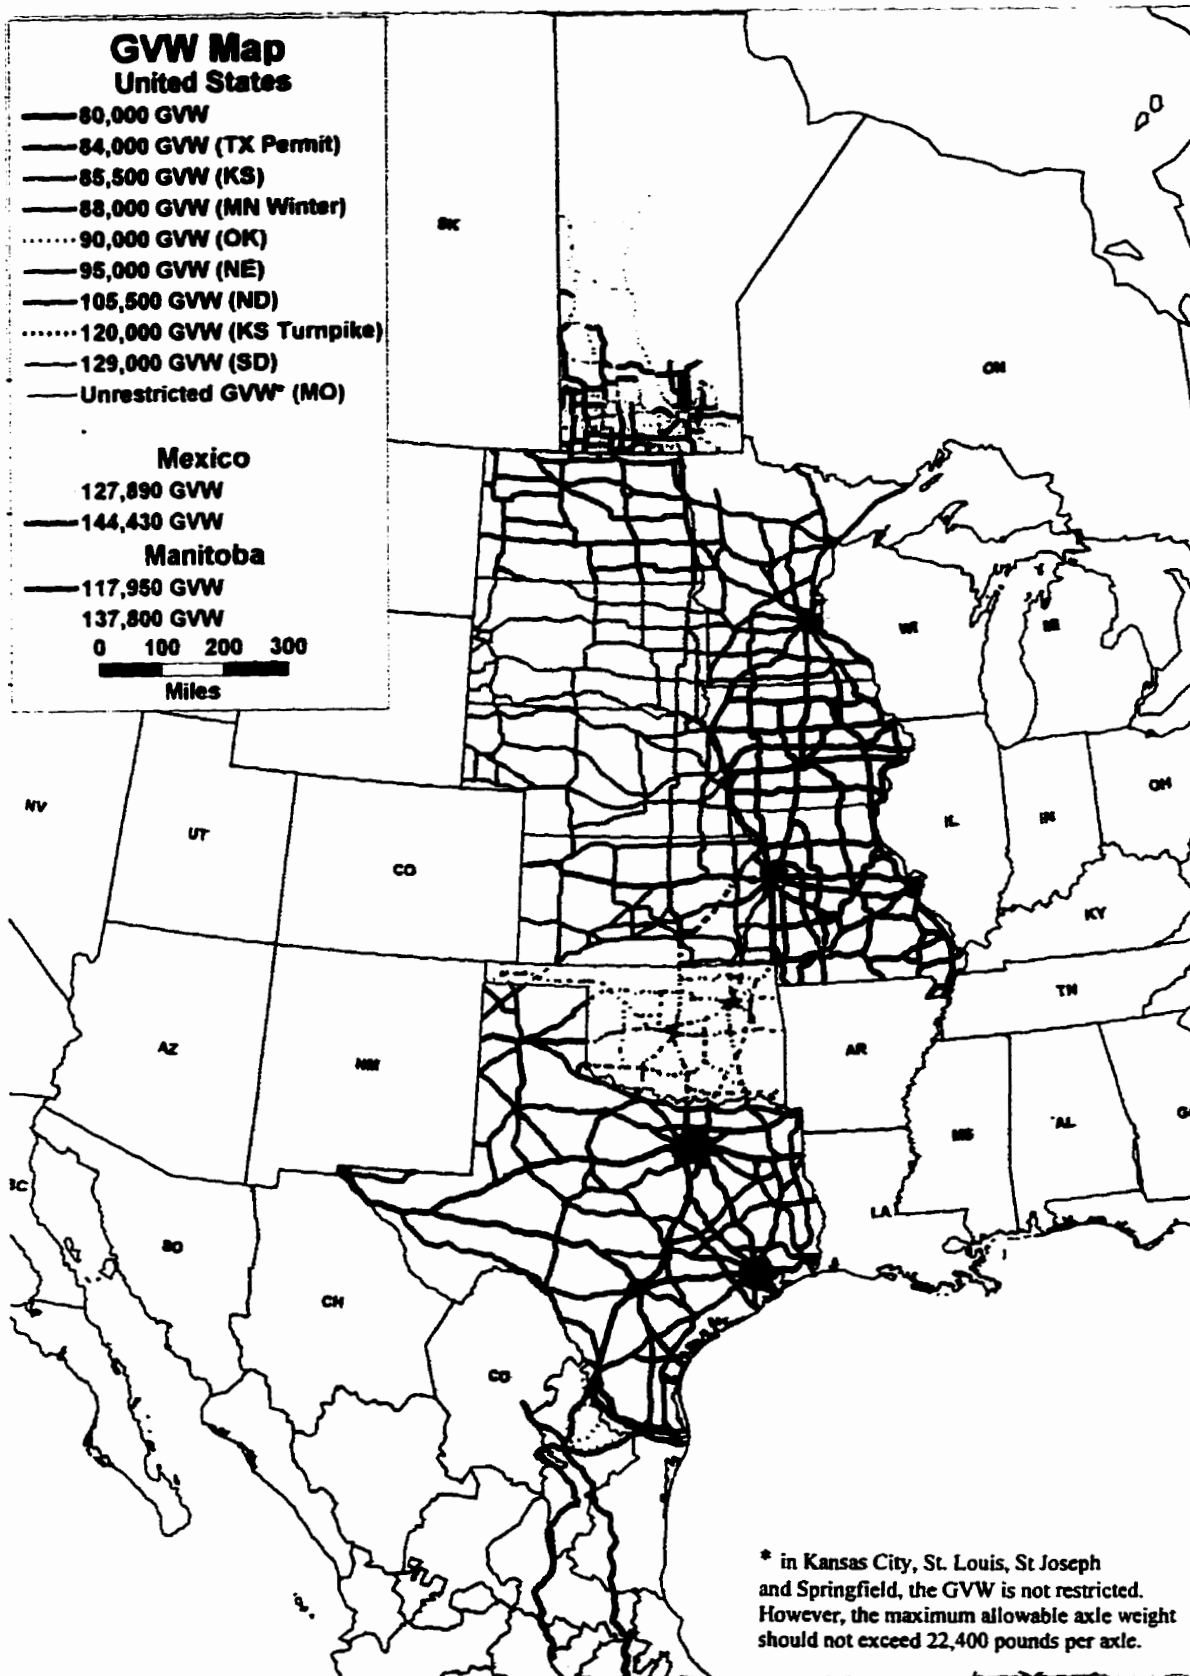 GVW Map
United States
80,000 GVW
84,000 GVW (TX Permit)
85,500 GVW (KS)
88,000 GVW (MN Winter)
90,000 GVW (OK)
95,000 GVW (NE)
105,500 GVW (ND)
120,000 GVW (KS Turnpike)
129,000 GVW (SD)
Unrestricted GVW* (MO)
Mexico
127,890 GVW
144,430 GVW
Manitoba
117,950 GVW
137,800 GVW
0 100 200 300
Miles
SK
ON
WI
MI
NV
UT
CO
IL
IN
OH
KY
TN
AZ
NM
AR
MS
AL
LA
SO
CH
CO
* in Kansas City, St. Louis, St Joseph
and Springfield, the GVW is not restricted.
However, the maximum allowable axle weight
should not exceed 22,400 pounds per axle.